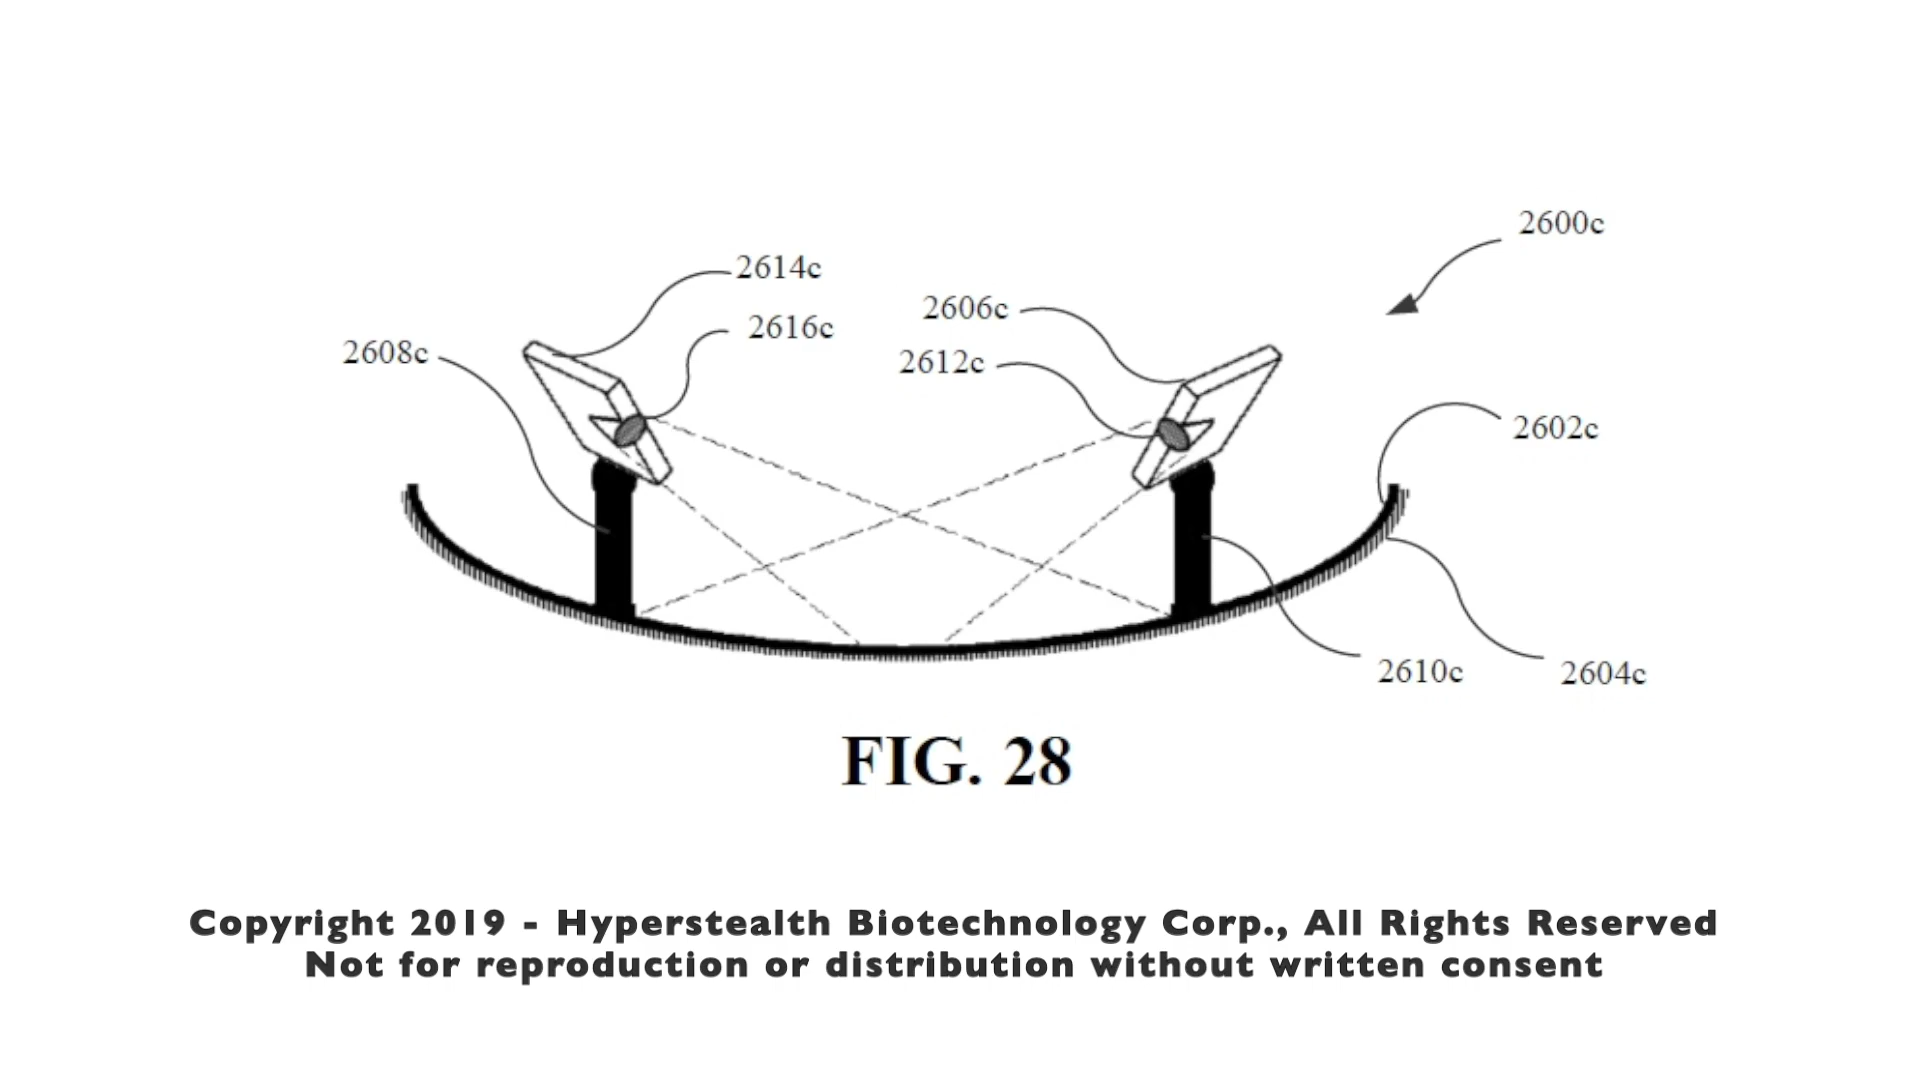 2600c
2614c
2606c
2616c
2608c
2612c
2602c
2610c
2604c
FIG. 28
Copyright 2019 - Hyperstealth Biotechnology Corp., All Rights Reserved
Not for reproduction or distribution without written consent